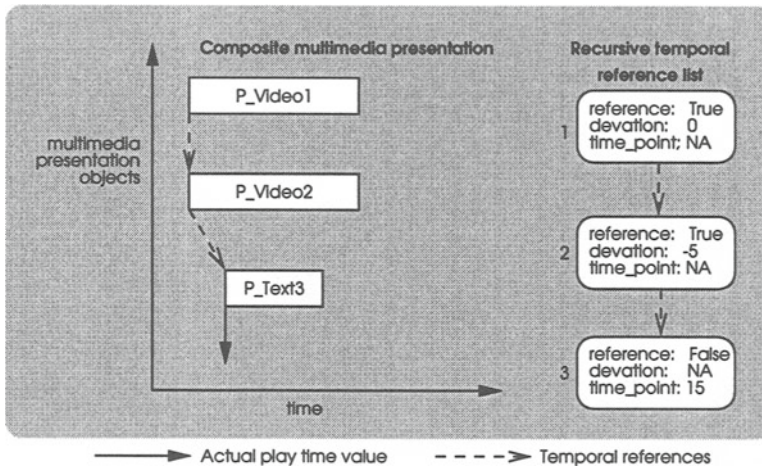 Composite multimedia presentation
Recursive temporal
reference list
P_Video1
multimedia
presentation
objects
P_Video2
P_Text3
time
1
reference: True
devation: 0
time_point; NA
2
reference: True
devation: -5
time_point: NA
3
reference: False
devation: NA
time_point: 15
Actual play time value
Temporal references